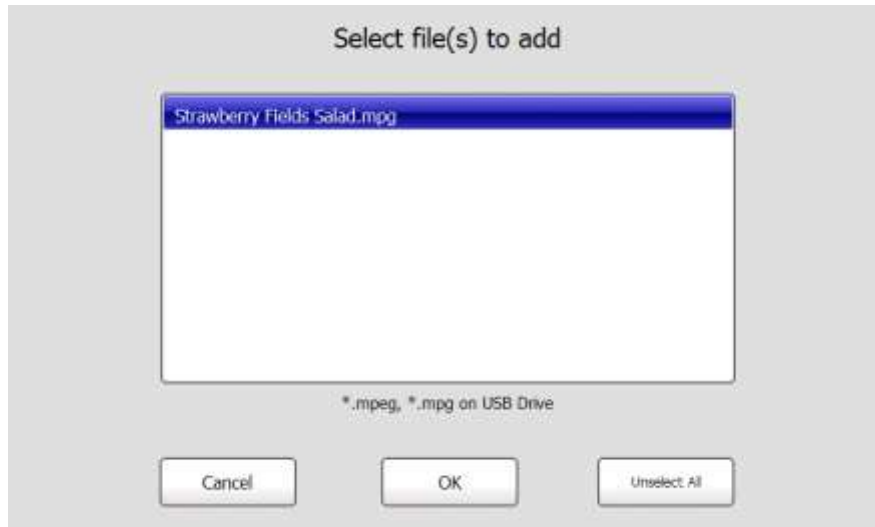 Select file(s) to add
Strawberry Fields Salad.mpg
*.mpeg, *.mpg on USB Drive
Cancel
OK
Unselect All